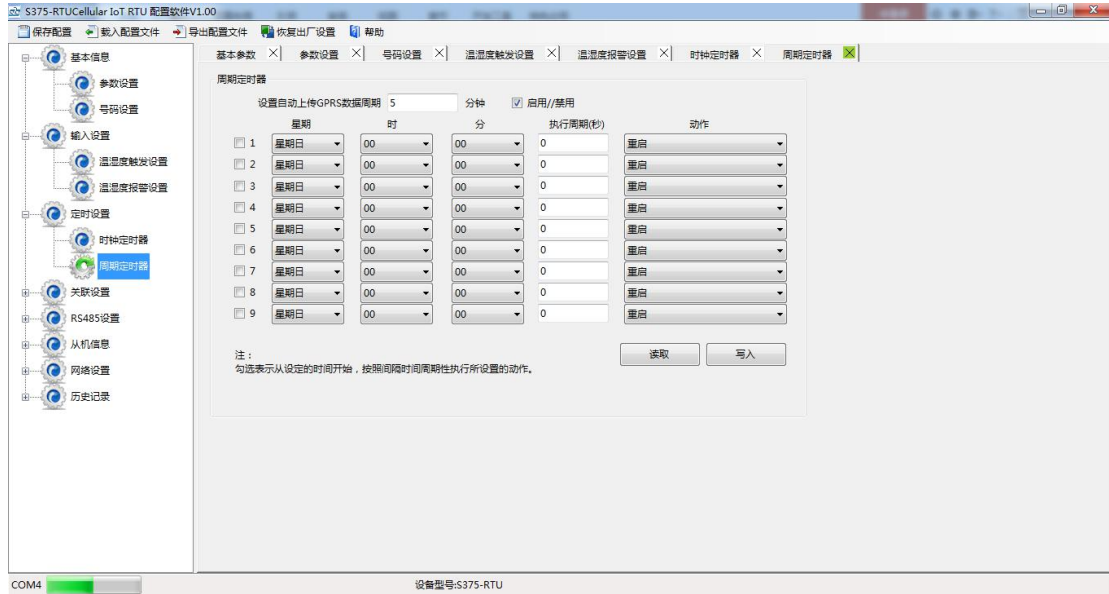 S375-RTUCellular IoT RTU 配置软件V1.00
保存配置 载入配置文件 导出配置文件 恢复出厂设置 帮助
基本信息
参数设置
号码设置
输入设置
温湿度触发设置
温湿度报警设置
定时设置
时钟定时器
周期定时器
关联设置
RS485设置
从机信息
网络设置
历史记录
基本参数 参数设置 号码设置 温湿度触发设置 温湿度报警设置 时钟定时器 周期定时器
周期定时器
设置自动上传GPRS数据周期 5 分钟 启用//禁用
星期 时 分 执行周期(秒) 动作
1 星期日 00 00 0 重启
2 星期日 00 00 0 重启
3 星期日 00 00 0 重启
4 星期日 00 00 0 重启
5 星期日 00 00 0 重启
6 星期日 00 00 0 重启
7 星期日 00 00 0 重启
8 星期日 00 00 0 重启
9 星期日 00 00 0 重启
读取 写入
注：
勾选表示从设定的时间开始，按照间隔时间周期性执行所设置的动作。
COM4 设备型号:S375-RTU